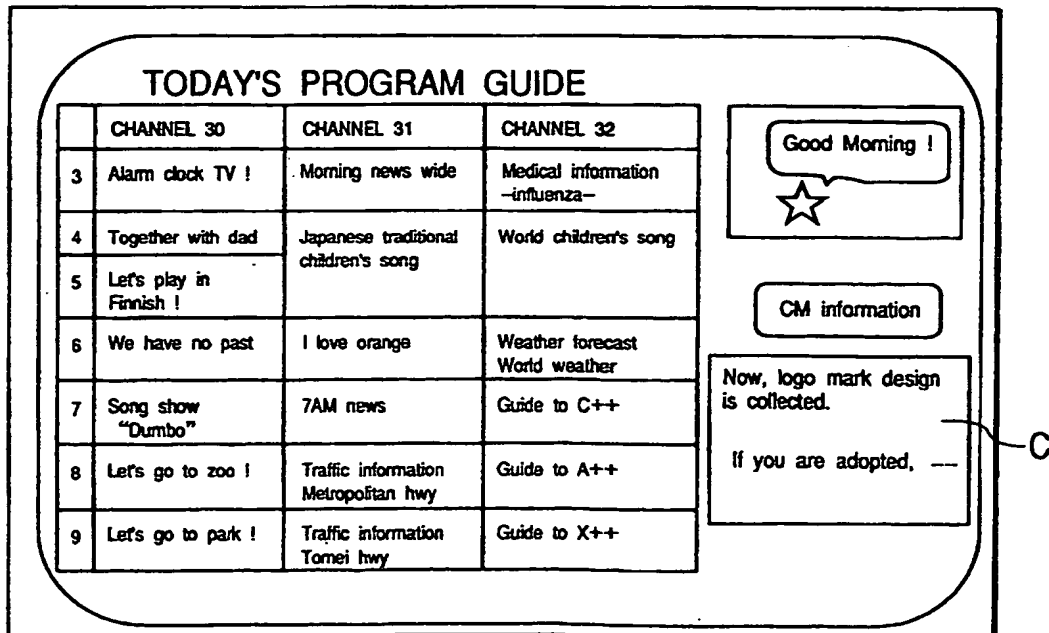 TODAY'S PROGRAM GUIDE
CHANNEL 30 CHANNEL 31 CHANNEL 32
3 Alarm clock TV ! Morning news wide Medical information
–influenza–
4 Together with dad Japanese traditional World children's song
children's song
5 Let's play in
Finnish !
6 We have no past I love orange Weather forecast
World weather
7 Song show 7AM news Guide to C++
“Dumbo”
8 Let's go to zoo ! Traffic information Guide to A++
Metropolitan hwy
9 Let's go to park ! Traffic information Guide to X++
Tomei hwy
Good Morning !
CM information
Now, logo mark design
is collected.
If you are adopted, ––
C